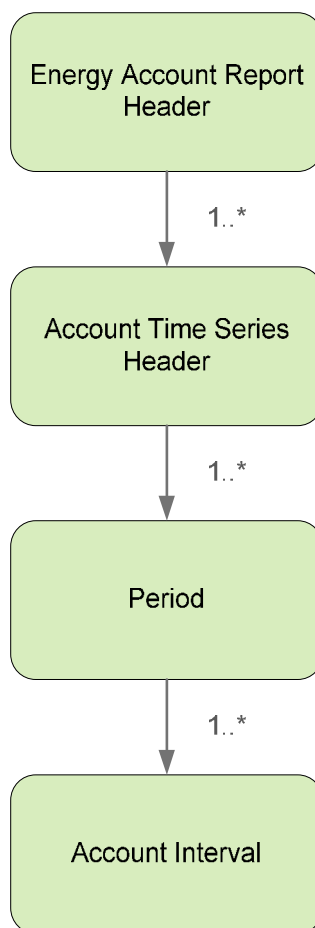 Energy Account Report
Header
1..*
Account Time Series
Header
1..*
Period
1..*
Account Interval